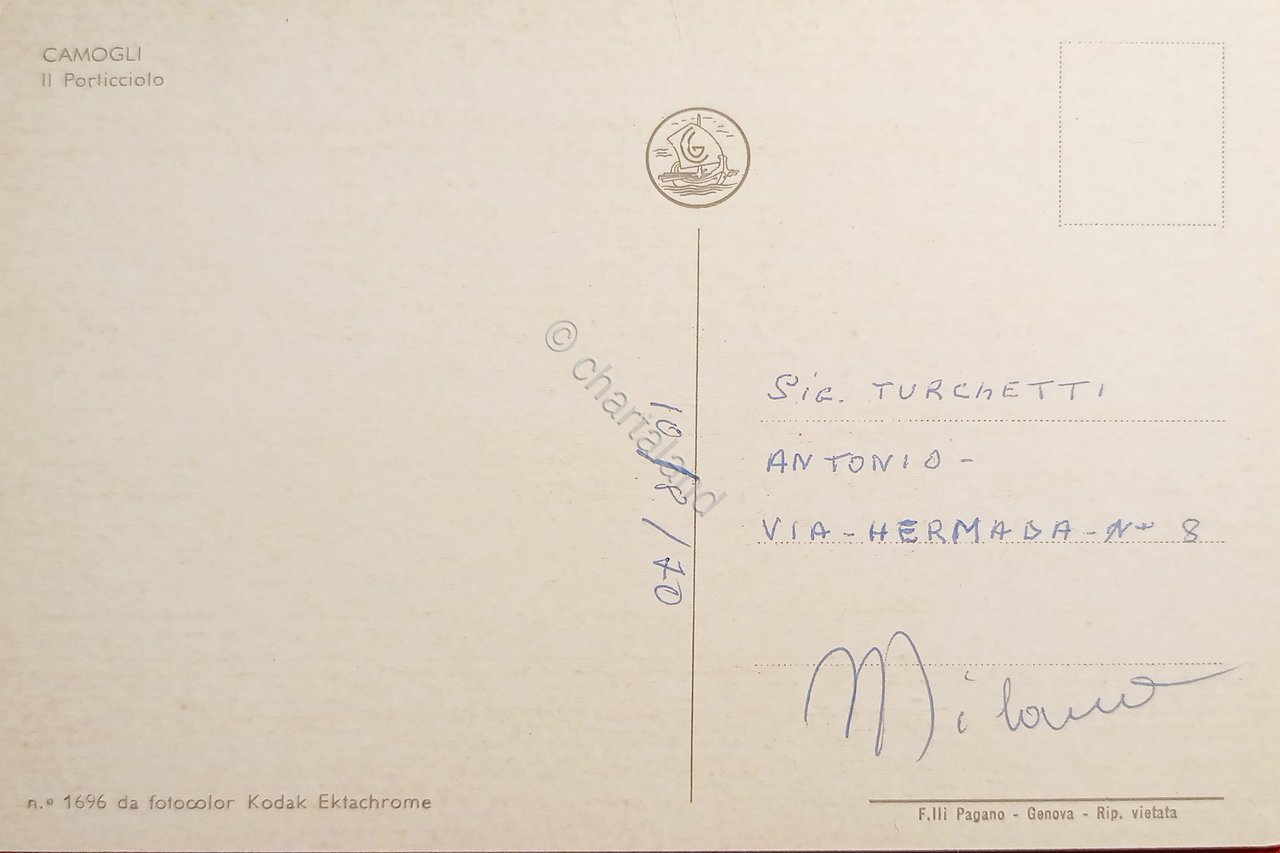 CAMOGLI
Il Porticciolo
G
© chartaland
10/8/70
Sig. TURCHETTI
ANTONIO-
VIA-HERMADA-N° 8
Milano
n.º 1696 da fotocolor Kodak Ektachrome
F.lli Pagano - Genova - Rip. vietata